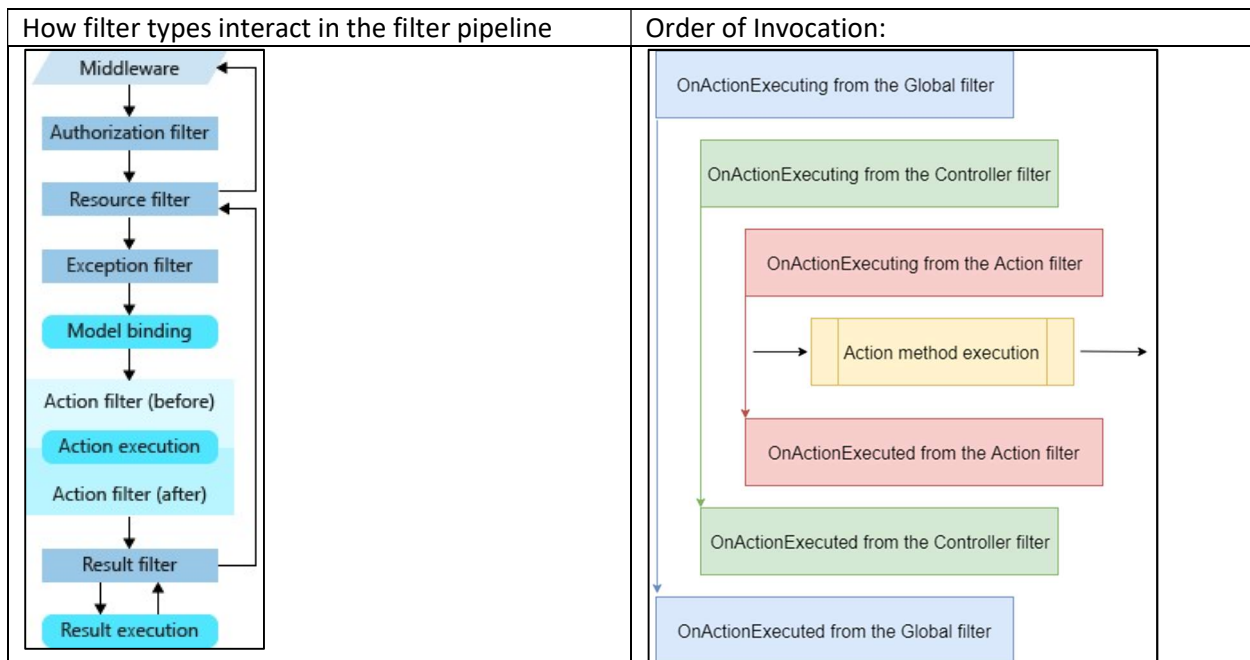 How filter types interact in the filter pipeline
Middleware
Authorization filter
Resource filter
Exception filter
Model binding
Action filter (before)
Action execution
Action filter (after)
Result filter
Result execution
Order of Invocation:
OnActionExecuting from the Global filter
OnActionExecuting from the Controller filter
OnActionExecuting from the Action filter
Action method execution
OnActionExecuted from the Action filter
OnActionExecuted from the Controller filter
OnActionExecuted from the Global filter